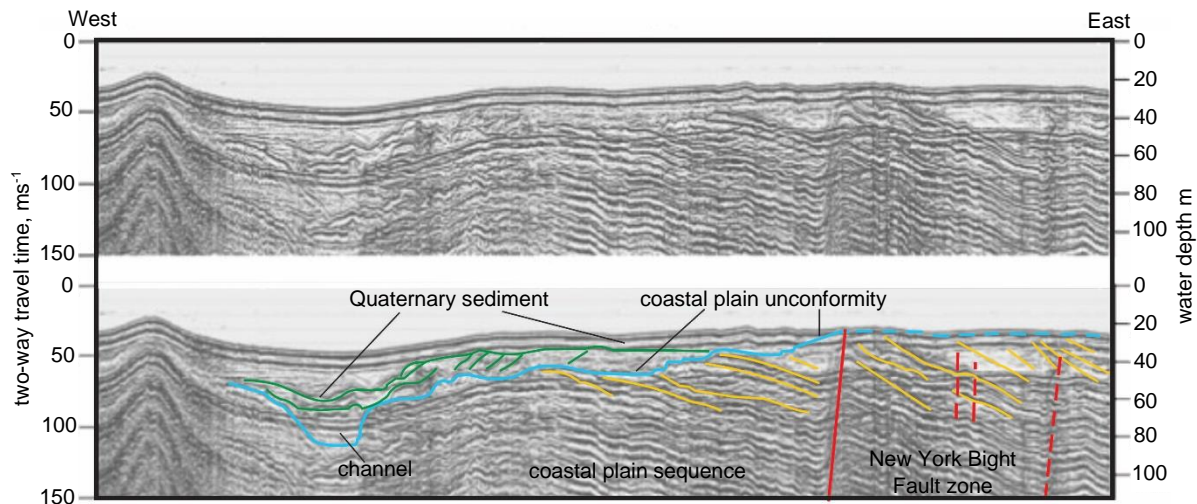 West
East
0
50
100
150
0
20
40
60
80
100
two-way travel time, ms-1
water depth m
0
50
100
150
0
20
40
60
80
100
Quaternary sediment
coastal plain unconformity
channel
coastal plain sequence
New York Bight
Fault zone